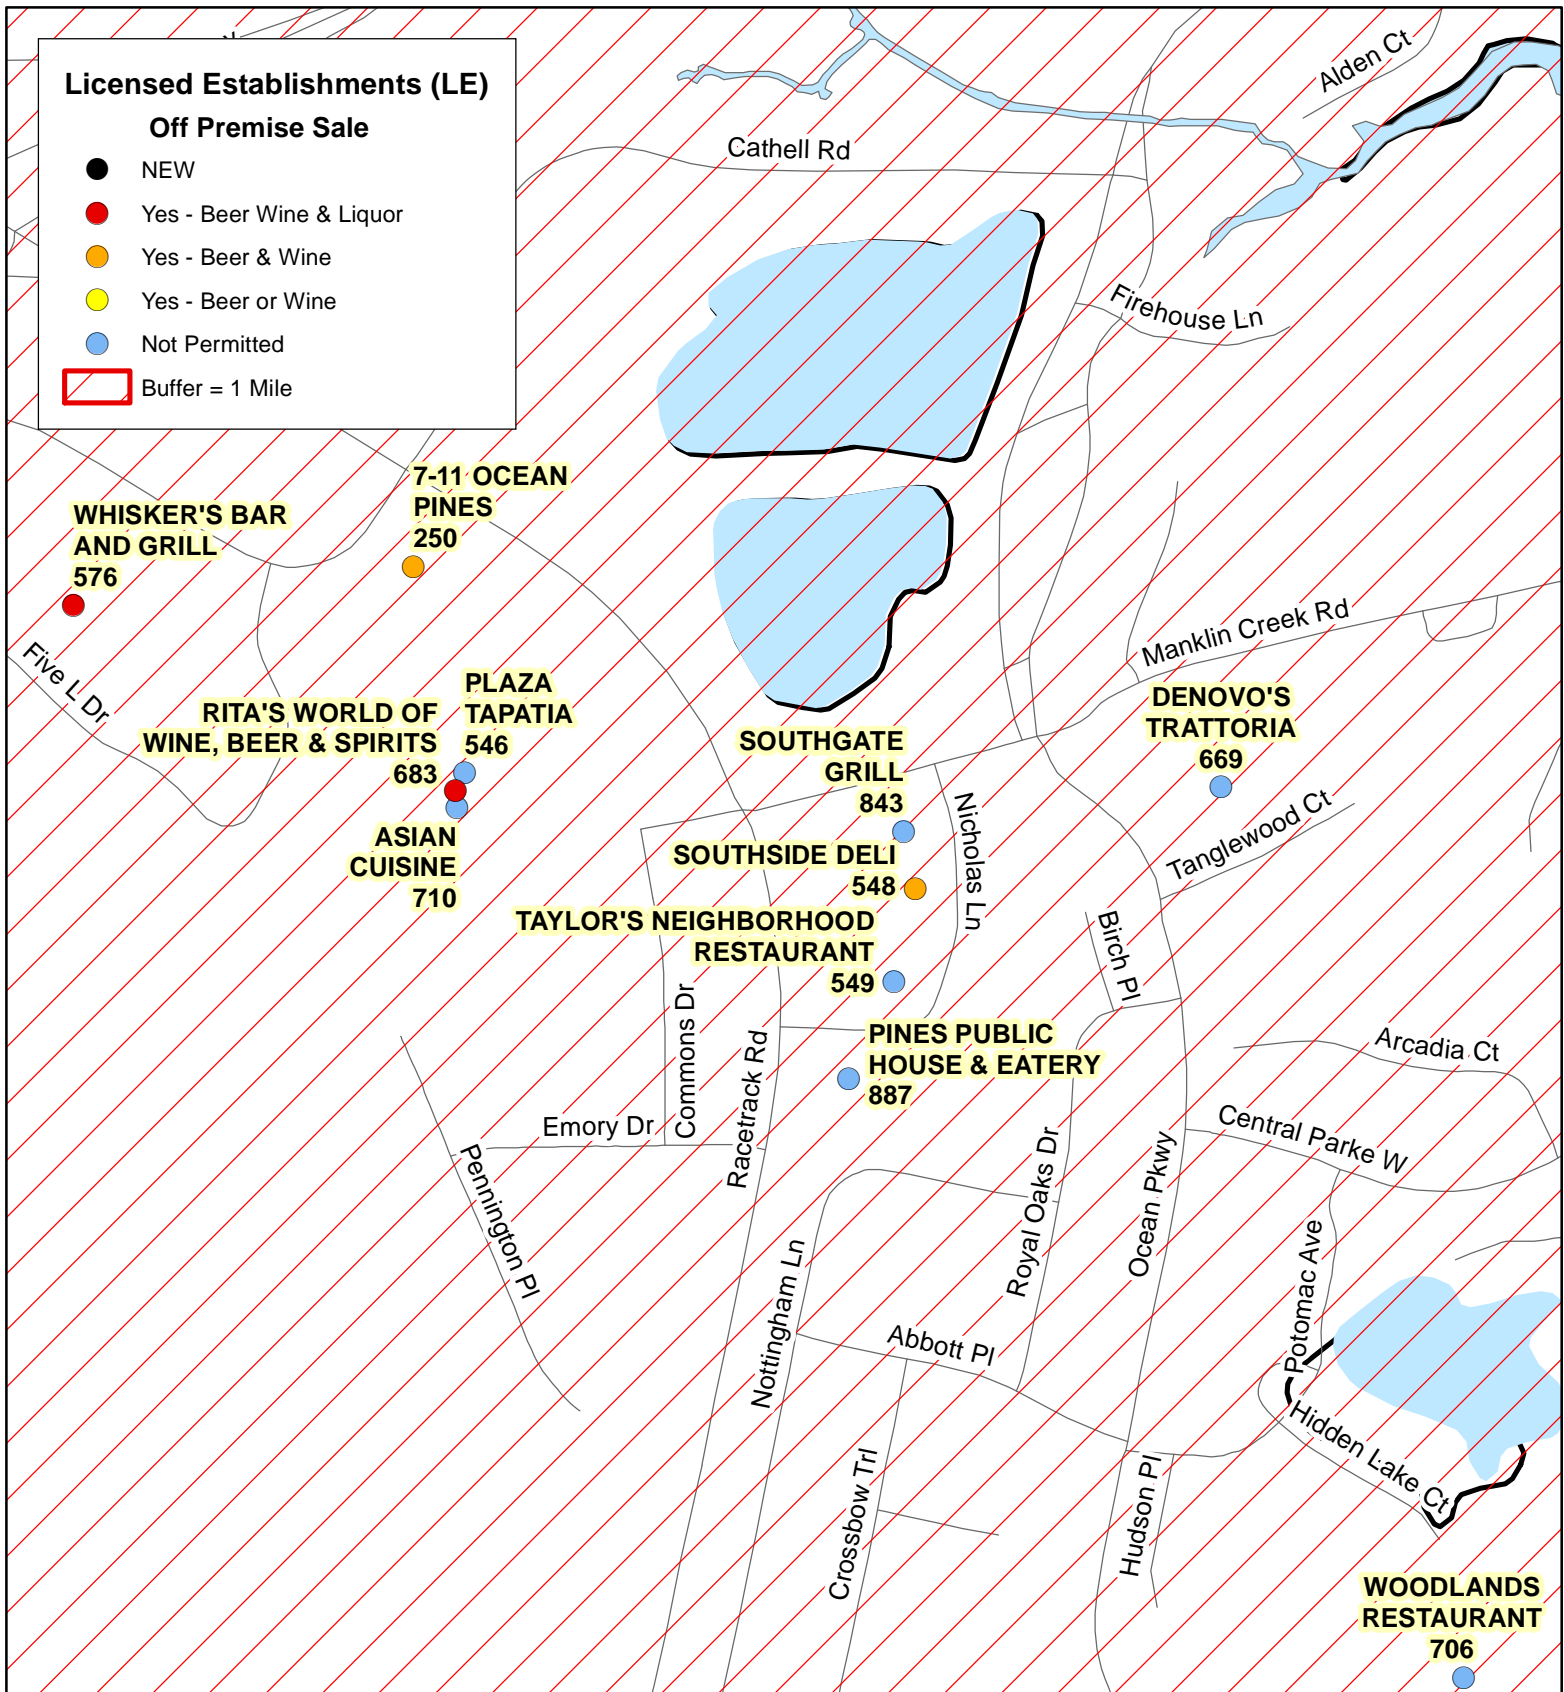 Licensed Establishments (LE)
Off Premise Sale
NEW
Yes - Beer Wine & Liquor
Yes - Beer & Wine
Yes - Beer or Wine
Not Permitted
Buffer = 1 Mile
Alden Ct
Cathell Rd
Firehouse Ln
7-11 OCEAN
PINES
250
WHISKER'S BAR
AND GRILL
576
Manklin Creek Rd
Five L Dr
PLAZA
TAPATIA
546
RITA'S WORLD OF
WINE, BEER & SPIRITS
683
DENOVO'S
TRATTORIA
669
SOUTHGATE
GRILL
843
Nicholas Ln
Tanglewood Ct
ASIAN
CUISINE
710
SOUTHSIDE DELI
548
TAYLOR'S NEIGHBORHOOD
RESTAURANT
549
Birch Pl
Commons Dr
Racetrack Rd
PINES PUBLIC
HOUSE & EATERY
887
Arcadia Ct
Emory Dr
Central Parke W
Pennington Pl
Royal Oaks Dr
Ocean Pkwy
Nottingham Ln
Potomac Ave
Abbott Pl
Hidden Lake Ct
Crossbow Trl
Hudson Pl
WOODLANDS
RESTAURANT
706